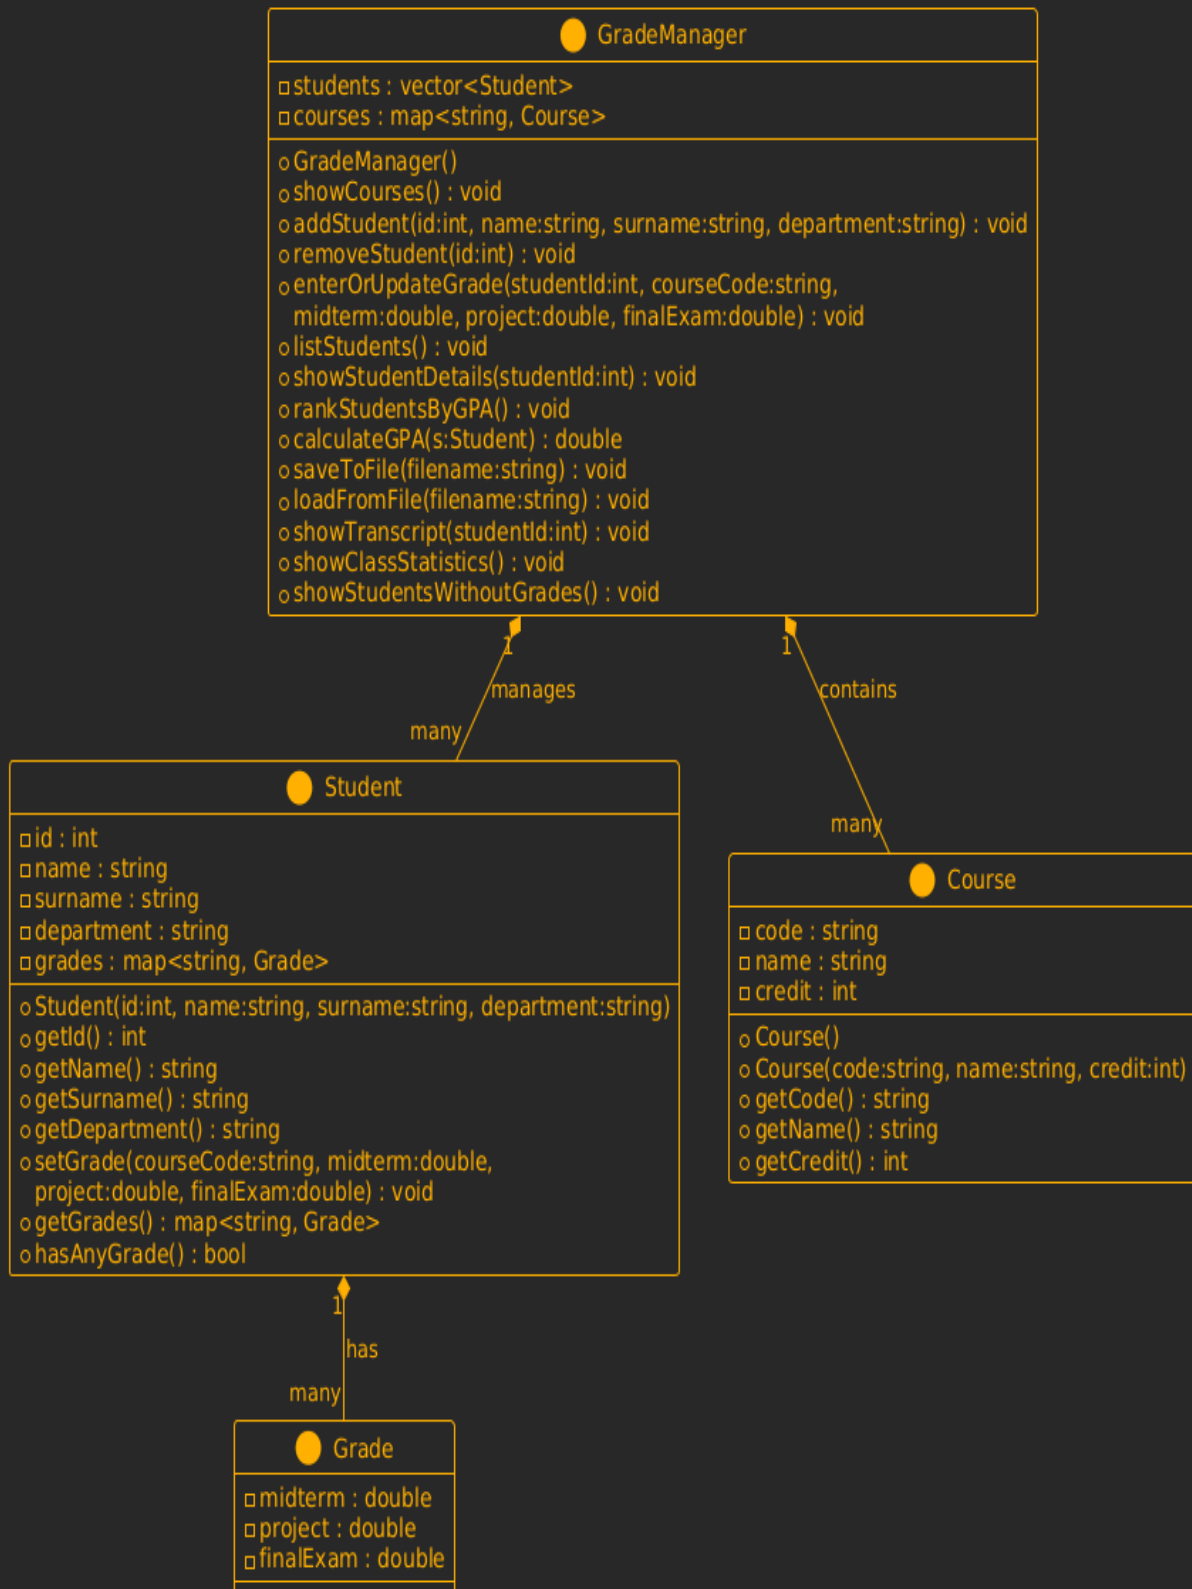 GradeManager
students : vector<Student>
courses : map<string, Course>
GradeManager()
showCourses() : void
addStudent(id:int, name:string, surname:string, department:string) : void
removeStudent(id:int) : void
enterOrUpdateGrade(studentId:int, courseCode:string,
midterm:double, project:double, finalExam:double) : void
listStudents() : void
showStudentDetails(studentId:int) : void
rankStudentsByGPA() : void
calculateGPA(s:Student) : double
saveToFile(filename:string) : void
loadFromFile(filename:string) : void
showTranscript(studentId:int) : void
showClassStatistics() : void
showStudentsWithoutGrades() : void
1
manages
many
1
contains
many
Student
id : int
name : string
surname : string
department : string
grades : map<string, Grade>
Student(id:int, name:string, surname:string, department:string)
getId() : int
getName() : string
getSurname() : string
getDepartment() : string
setGrade(courseCode:string, midterm:double,
project:double, finalExam:double) : void
getGrades() : map<string, Grade>
hasAnyGrade() : bool
Course
code : string
name : string
credit : int
Course()
Course(code:string, name:string, credit:int)
getCode() : string
getName() : string
getCredit() : int
1
has
many
Grade
midterm : double
project : double
finalExam : double